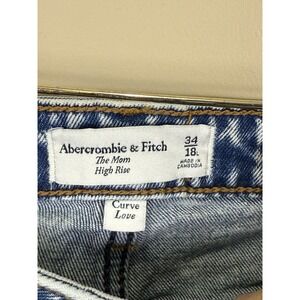 Abercrombie & Fitch
The Mom
High Rise
34
18L
MADE IN
CAMBODIA
Curve
Love